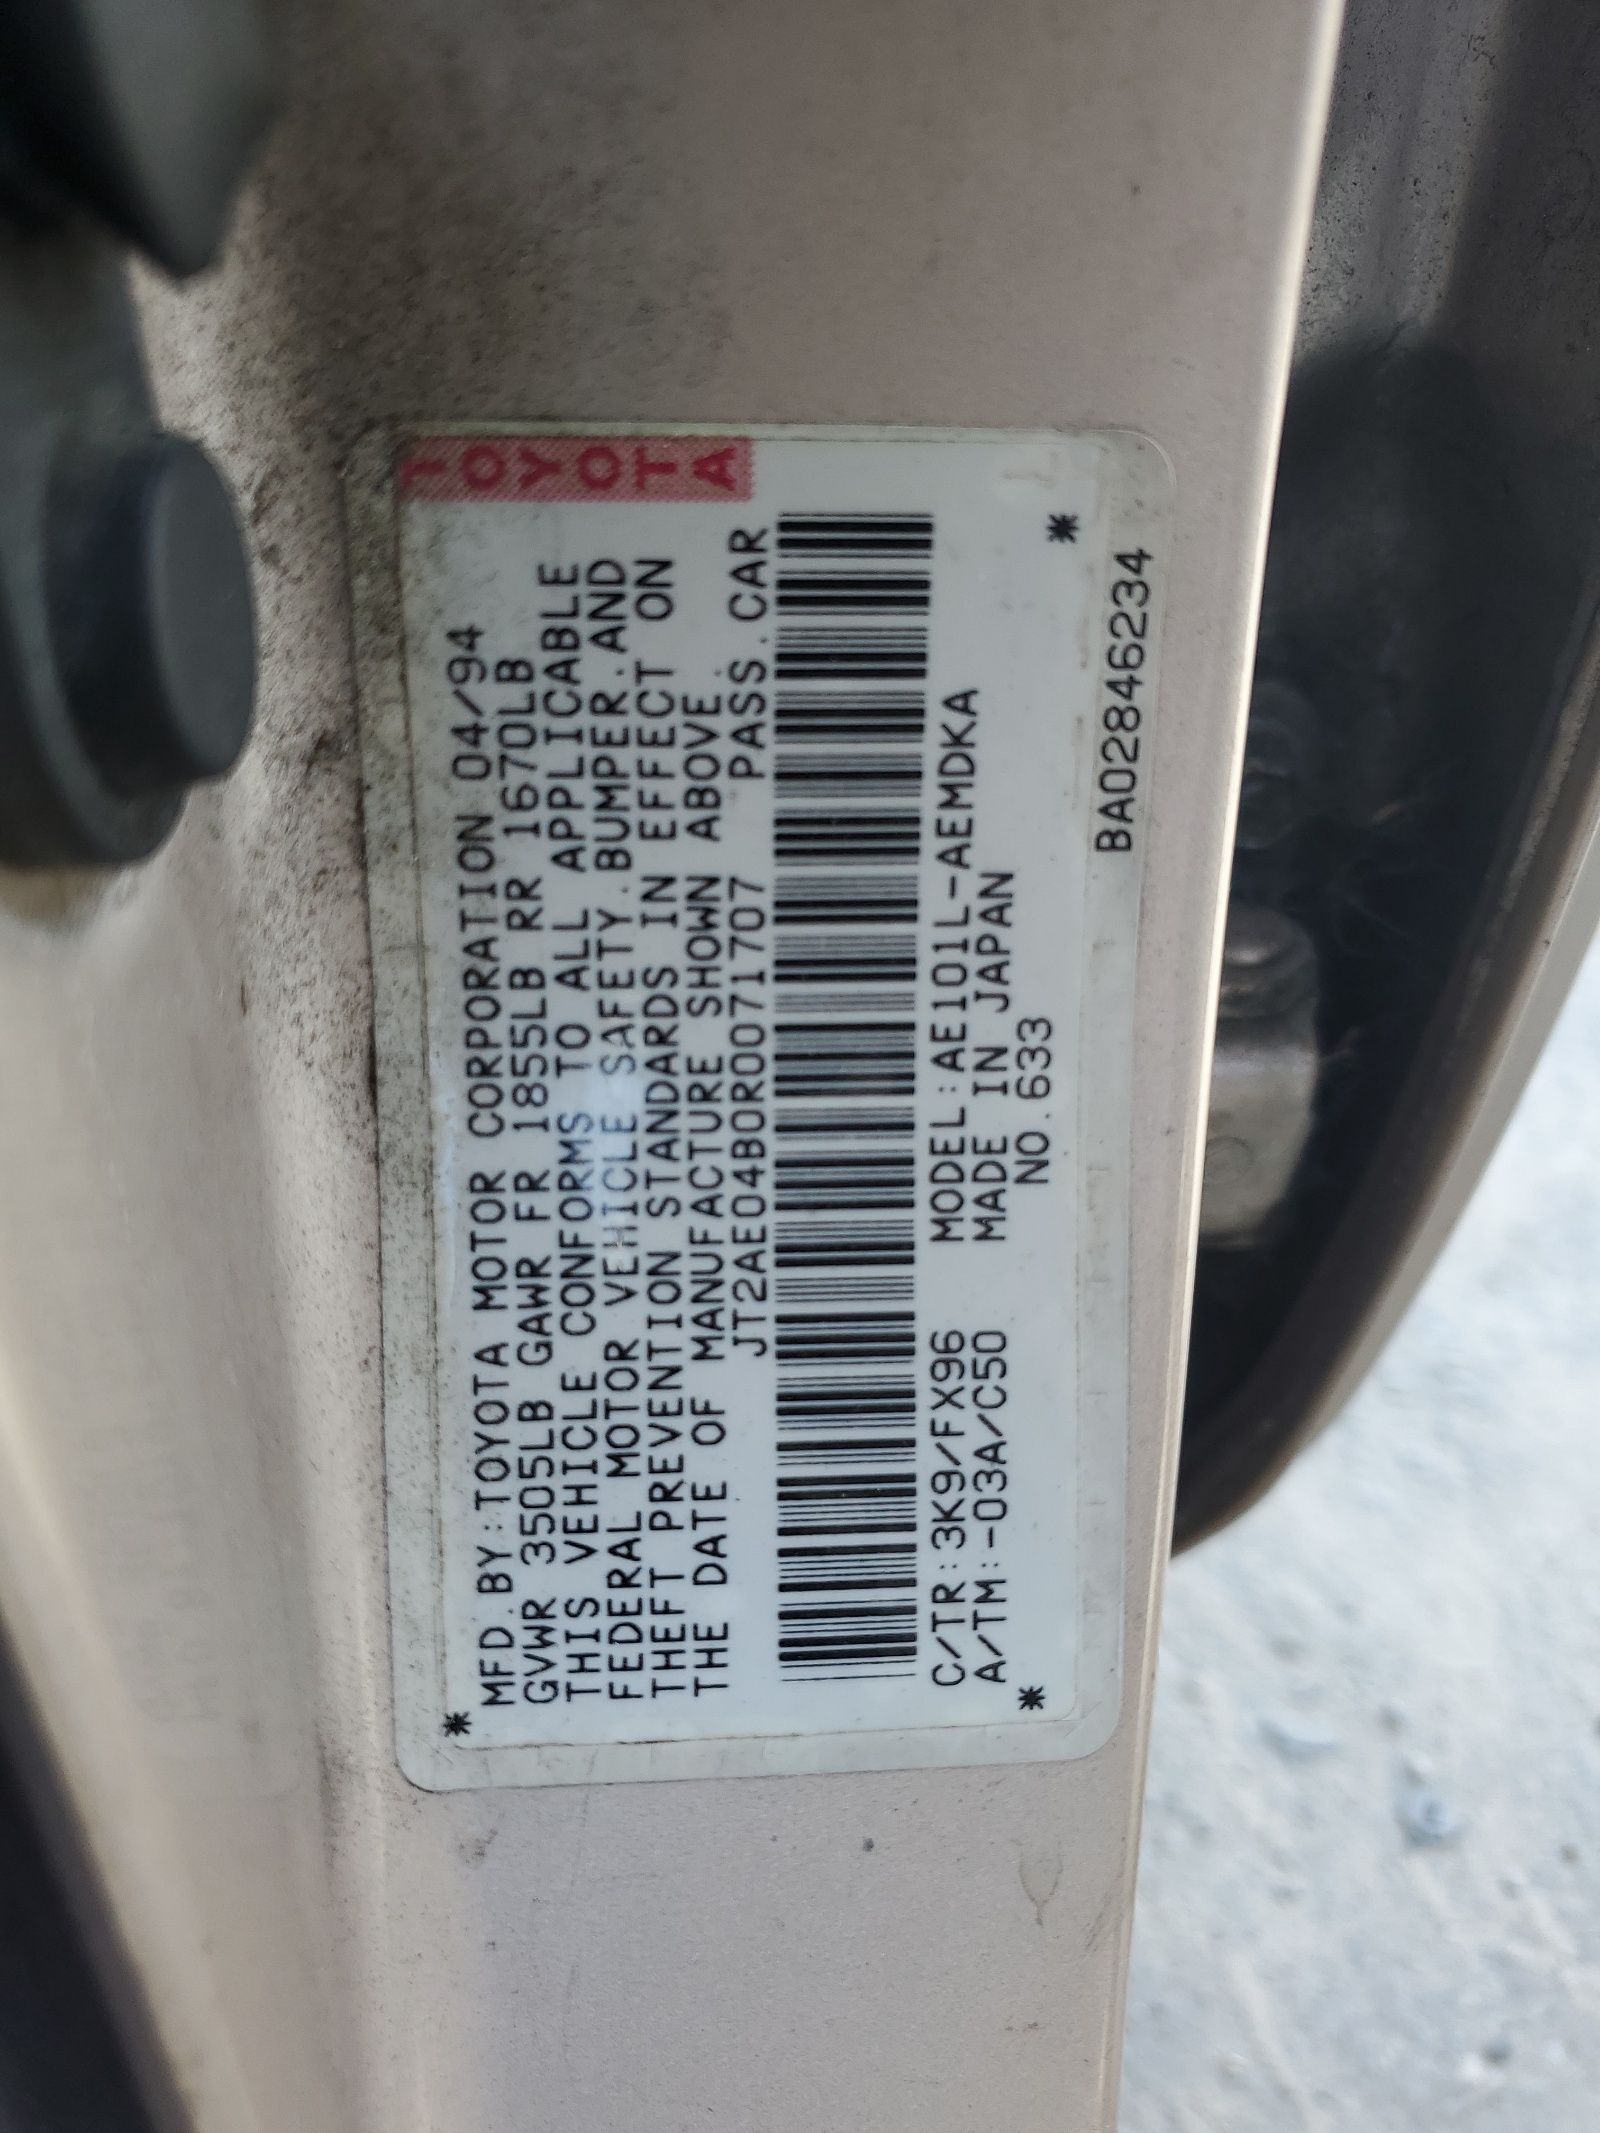 TOYOTA
MFD.BY:TOYOTA MOTOR CORPORATION 04/94
GVWR 3505LB GAWR FR 1855LB RR 1670LB
THIS VEHICLE CONFORMS TO ALL APPLICABLE
FEDERAL MOTOR VEHICLE SAFETY.BUMPER.AND
THEFT PREVENTION STANDARDS IN EFFECT ON
THE DATE OF MANUFACTURE SHOWN ABOVE.
JT2AE04B0R0071707 PASS.CAR
C/TR:3K9/FX96 MODEL:AE101L-AEMDKA
A/TM:-03A/C50 MADE IN JAPAN
NO.633
BA02846234